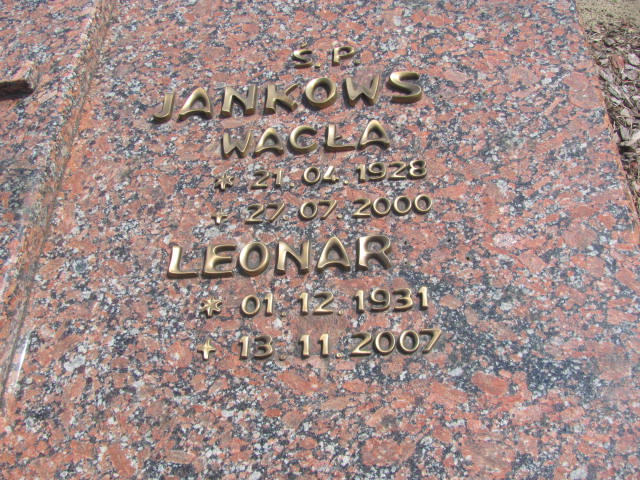 Ś. P.
JANKOWS
WACŁA
* 21. 04. 1928
+ 27. 07. 2000
LEONAR
* 01. 12. 1931
+ 13. 11. 2007